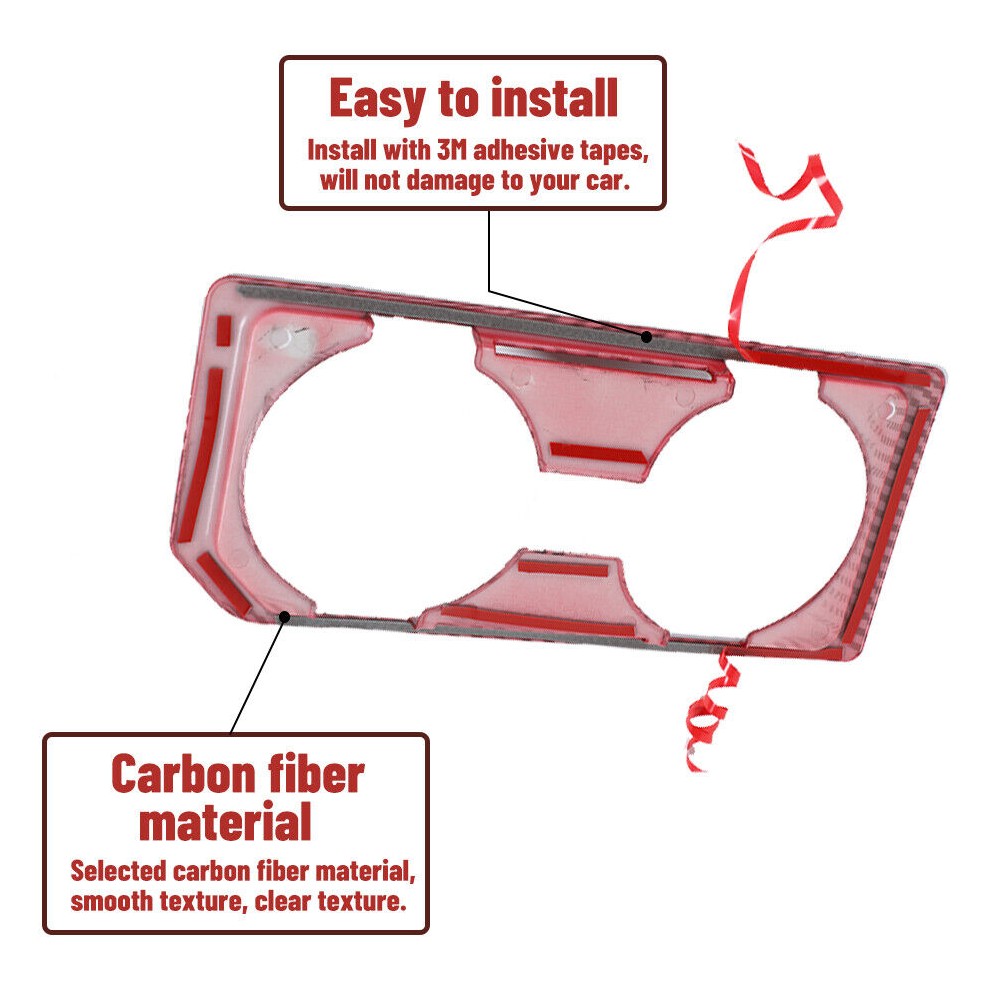 Easy to install
Install with 3M adhesive tapes,
will not damage to your car.
Carbon fiber
material
Selected carbon fiber material,
smooth texture, clear texture.